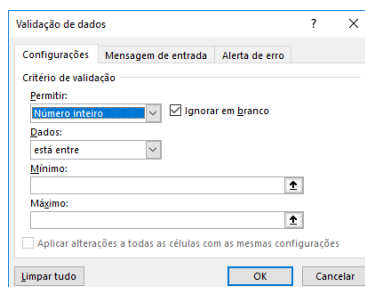 Validação de dados ? ×
Configurações Mensagem de entrada Alerta de erro
Critério de validação
Permitir:
Número inteiro Ignorar em branco
Dados:
está entre
Mínimo:
Máximo:
Aplicar alterações a todas as células com as mesmas configurações
Limpar tudo OK Cancelar